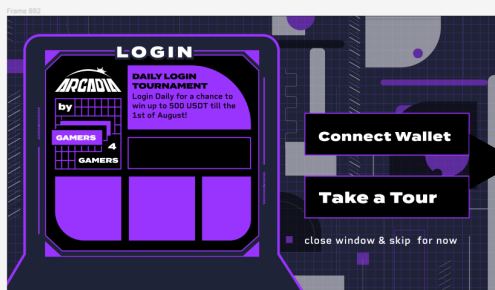 Frame 892
LOGIN
ARCADIA
by
GAMERS
4
GAMERS
DAILY LOGIN
TOURNAMENT
Login Daily for a chance to
win up to 500 USDT till the
1st of August!
Connect Wallet
Take a Tour
close window & skip for now